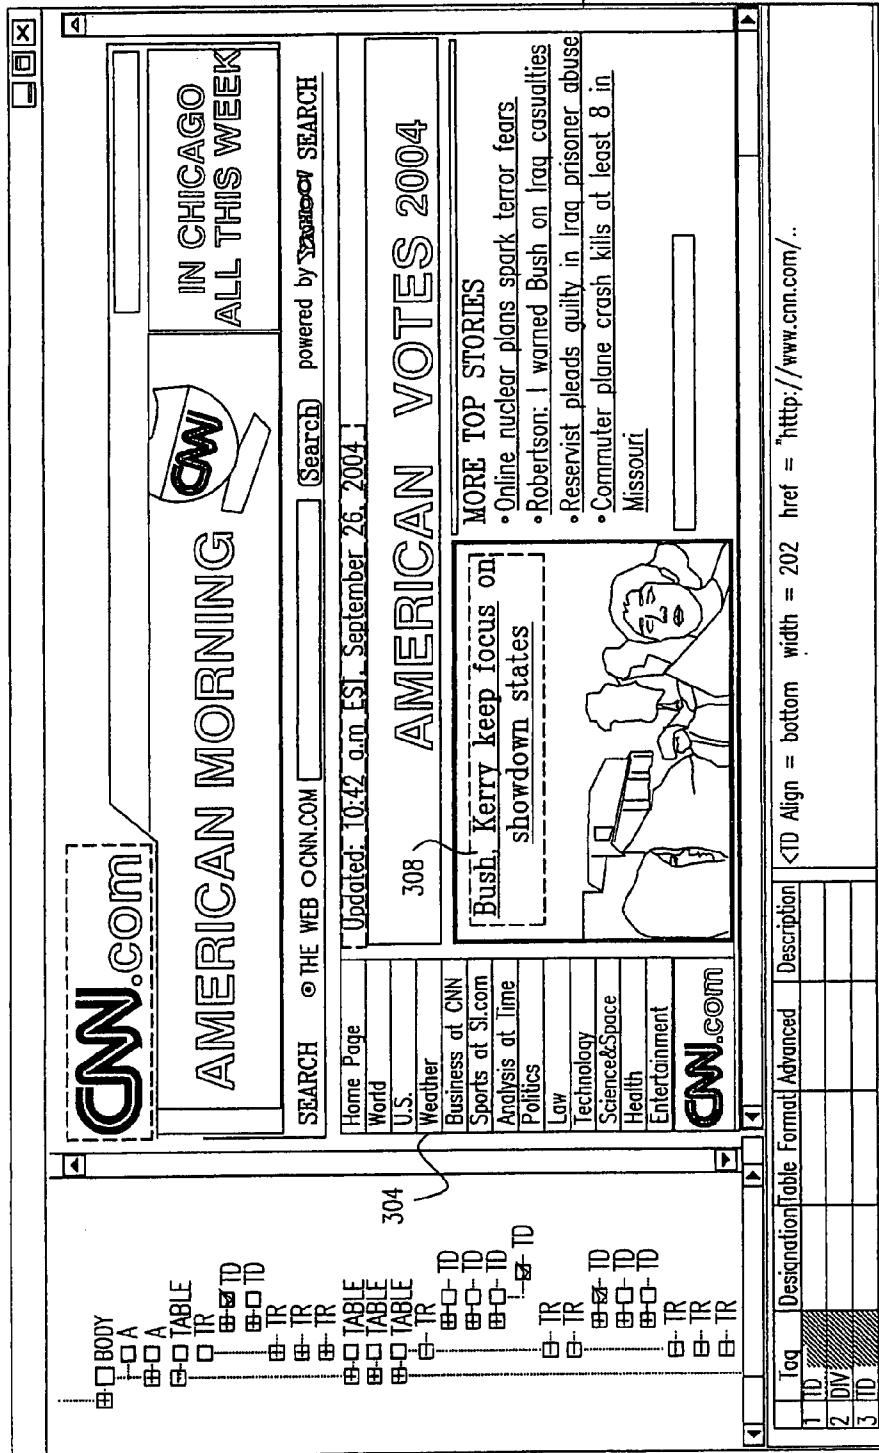 BODY
A
A
TABLE
TR
TD
TD
TR
TR
TR
TABLE
TABLE
TABLE
TR
TD
TD
TD
TD
TR
TR
TD
TD
TD
TR
TR
TR
304
CNN.com
AMERICAN MORNING
CNN
IN CHICAGO
ALL THIS WEEK
SEARCH THE WEB CNN.COM Search powered by YAHOO! SEARCH
Home Page
World
U.S.
Weather
Business at CNN
Sports at SI.com
Analysis at Time
Politics
Law
Technology
Science&Space
Health
Entertainment
CNN.com
Updated: 10:42 a.m EST, September 26, 2004
AMERICAN VOTES 2004
308
Bush, Kerry keep focus on
showdown states
MORE TOP STORIES
• Online nuclear plans spark terror fears
• Robertson: I warned Bush on Iraq casualties
• Reservist pleads guilty in Iraq prisoner abuse
• Commuter plane crash kills at least 8 in
Missouri
Tag Designation Table Format Advanced Description
1 TD
2 DIV
3 TD
<TD Align = bottom width = 202 href = "htttp://www.cnn.com/..